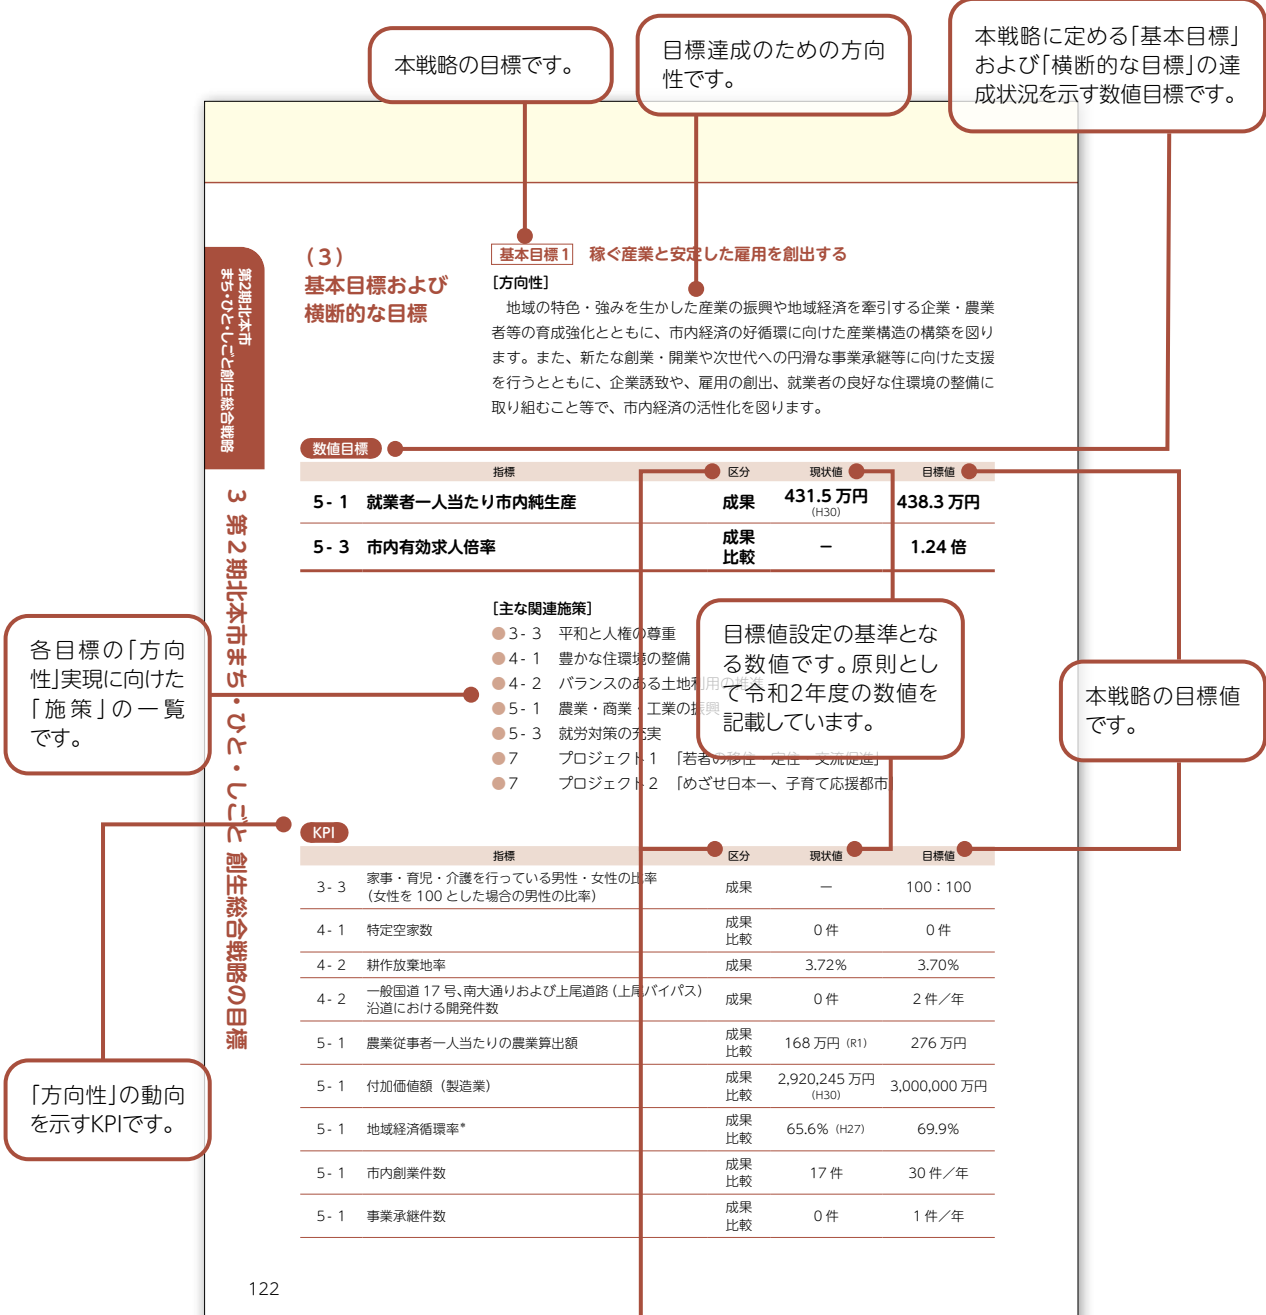 本戦略の目標です。
目標達成のための方向
性です。
本戦略に定める「基本目標」
および「横断的な目標」の達
成状況を示す数値目標です。
第2期北本市
まち・ひと・しごと創生総合戦略
3 第2期北本市まち・ひと・しごと創生総合戦略の目標
(3)
基本目標および
横断的な目標
基本目標1 稼ぐ産業と安定した雇用を創出する
[方向性]
地域の特色・強みを生かした産業の振興や地域経済を牽引する企業・農業
者等の育成強化とともに、市内経済の好循環に向けた産業構造の構築を図り
ます。また、新たな創業・開業や次世代への円滑な事業承継等に向けた支援
を行うとともに、企業誘致や、雇用の創出、就業者の良好な住環境の整備に
取り組むこと等で、市内経済の活性化を図ります。
数値目標
指標 区分 現状値 目標値
5-1 就業者一人当たり市内純生産 成果 431.5万円 (H30) 438.3万円
5-3 市内有効求人倍率 成果 比較 − 1.24倍
[主な関連施策]
3-3 平和と人権の尊重
4-1 豊かな住環境の整備
4-2 バランスのある土地利用の推進
5-1 農業・商業・工業の振興
5-3 就労対策の充実
7 プロジェクト1 「若者の移住・定住・交流促進」
7 プロジェクト2 「めざせ日本一、子育て応援都市」
各目標の「方向
性」実現に向けた
「施策」の一覧
です。
目標値設定の基準とな
る数値です。原則とし
て令和2年度の数値を
記載しています。
本戦略の目標値
です。
「方向性」の動向
を示すKPIです。
KPI
指標 区分 現状値 目標値
3-3 家事・育児・介護を行っている男性・女性の比率 成果 − 100:100
(女性を100とした場合の男性の比率)
4-1 特定空家数 成果 比較 0件 0件
4-2 耕作放棄地率 成果 3.72% 3.70%
4-2 一般国道17号、南大通りおよび上尾道路(上尾バイパス) 成果 0件 2件/年
沿道における開発件数
5-1 農業従事者一人当たりの農業算出額 成果 比較 168万円 (R1) 276万円
5-1 付加価値額(製造業) 成果 比較 2,920,245万円 (H30) 3,000,000万円
5-1 地域経済循環率* 成果 比較 65.6% (H27) 69.9%
5-1 市内創業件数 成果 比較 17件 30件/年
5-1 事業承継件数 成果 比較 0件 1件/年
122